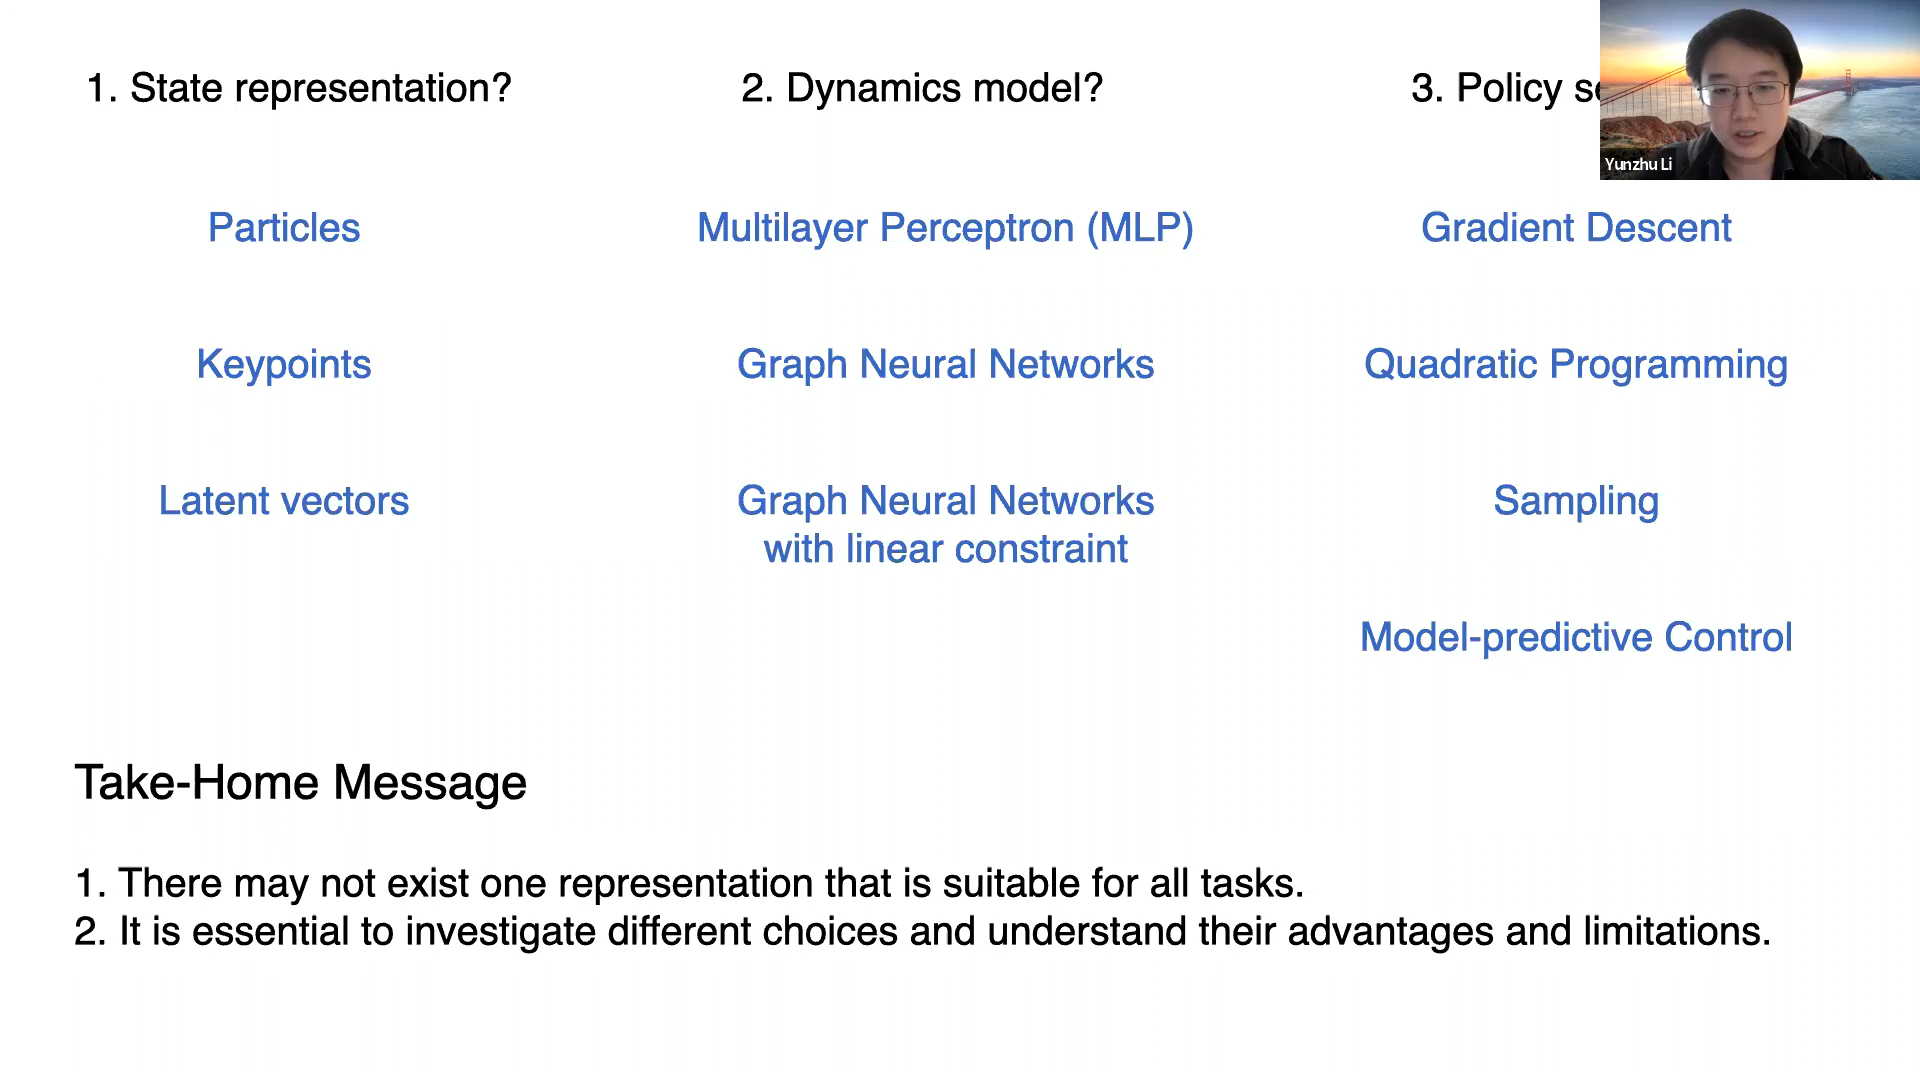 1. State representation?
2. Dynamics model?
3. Policy
Yunzhu Li
Particles
Multilayer Perceptron (MLP)
Gradient Descent
Keypoints
Graph Neural Networks
Quadratic Programming
Latent vectors
Graph Neural Networks
with linear constraint
Sampling
Model-predictive Control
Take-Home Message
1. There may not exist one representation that is suitable for all tasks.
2. It is essential to investigate different choices and understand their advantages and limitations.